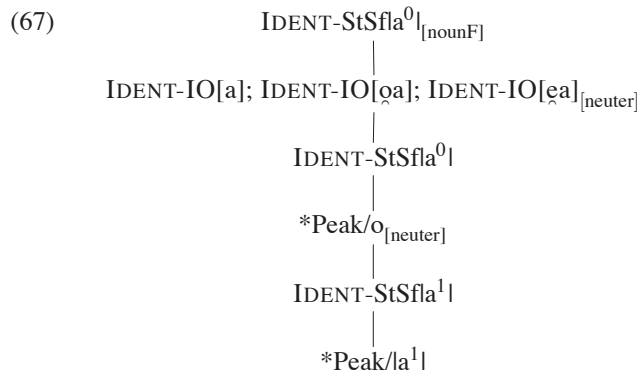 (67) IDENT-StSf|a⁰|[nounF]
IDENT-IO[a]; IDENT-IO[o̯a]; IDENT-IO[e̯a][neuter]
IDENT-StSf|a⁰|
*Peak/o[neuter]
IDENT-StSf|a¹|
*Peak/|a¹|